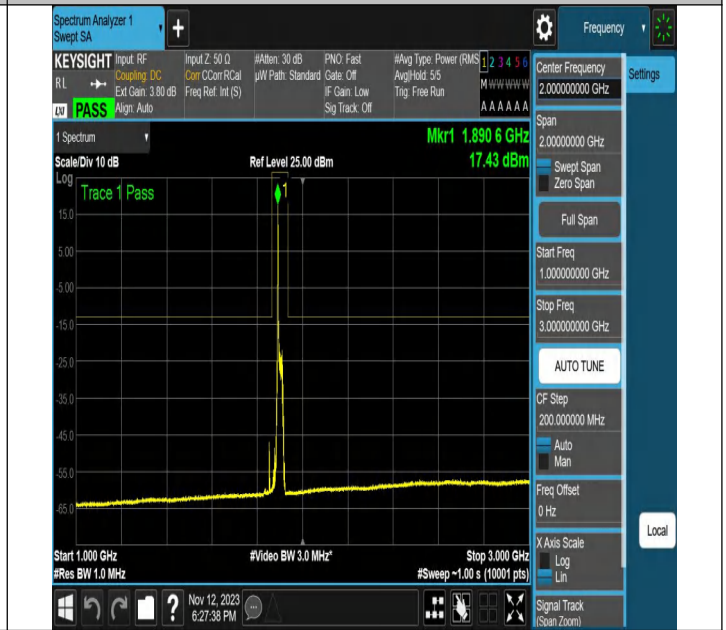 Spectrum Analyzer 1
Swept SA
+
Frequency
KEYSIGHT
RL
LXI PASS
Input: RF
Coupling: DC
Ext Gain: 3.80 dB
Align: Auto
Input Z: 50 Ω
Corr CCorr RCal
Freq Ref: Int (S)
#Atten: 30 dB
µW Path: Standard
PNO: Fast
Gate: Off
IF Gain: Low
Sig Track: Off
#Avg Type: Power (RMS
Avg|Hold: 5/5
Trig: Free Run
1 2 3 4 5 6
M W W W W W
A A A A A A
1 Spectrum
Scale/Div 10 dB
Ref Level 25.00 dBm
Mkr1 1.890 6 GHz
17.43 dBm
Log
Trace 1 Pass
1
15.0
5.00
-5.00
-15.0
-25.0
-35.0
-45.0
-55.0
-65.0
Start 1.000 GHz
#Res BW 1.0 MHz
#Video BW 3.0 MHz*
Stop 3.000 GHz
#Sweep ~1.00 s (10001 pts)
?
Nov 12, 2023
6:27:38 PM
Center Frequency
2.000000000 GHz
Settings
Span
2.00000000 GHz
Swept Span
Zero Span
Full Span
Start Freq
1.000000000 GHz
Stop Freq
3.000000000 GHz
AUTO TUNE
CF Step
200.000000 MHz
Auto
Man
Freq Offset
0 Hz
Local
X Axis Scale
Log
Lin
Signal Track
(Span Zoom)